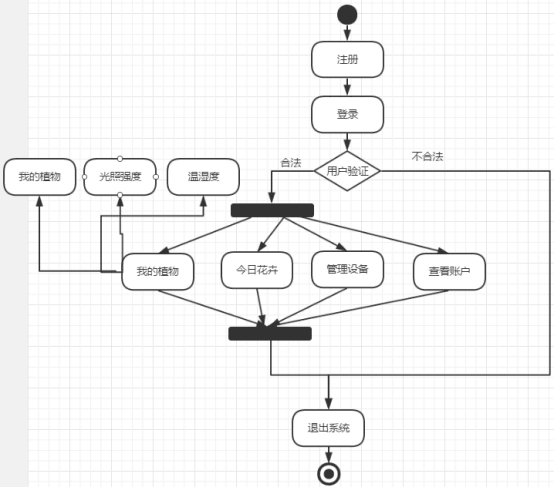 注册
登录
合法
不合法
用户验证
我的植物
光照强度
温湿度
我的植物
今日花卉
管理设备
查看账户
退出系统